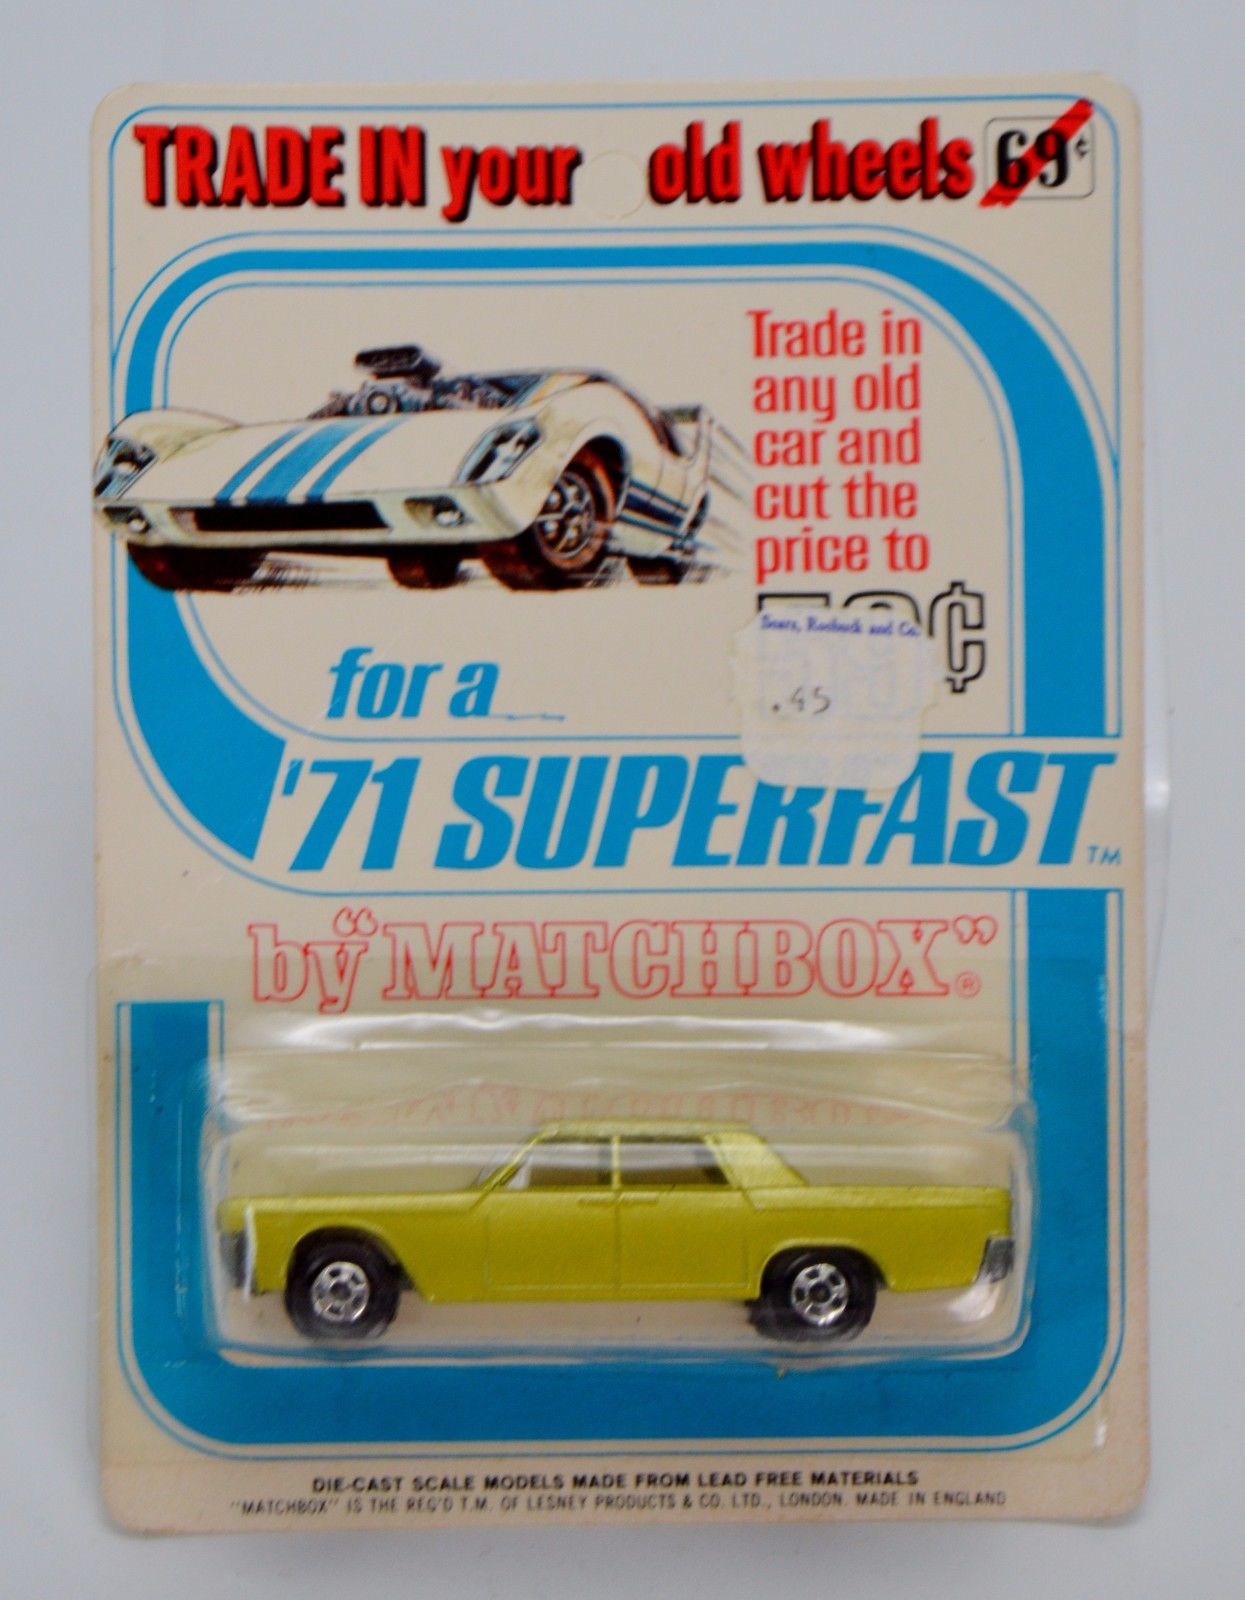 TRADE IN your old wheels 69¢
Trade in
any old
car and
cut the
price to
¢
Sears, Roebuck and Co.
.45
for a
'71 SUPERFAST TM
by "MATCHBOX" ®
DIE-CAST SCALE MODELS MADE FROM LEAD FREE MATERIALS
"MATCHBOX" IS THE REG'D T.M. OF LESNEY PRODUCTS & CO. LTD., LONDON. MADE IN ENGLAND